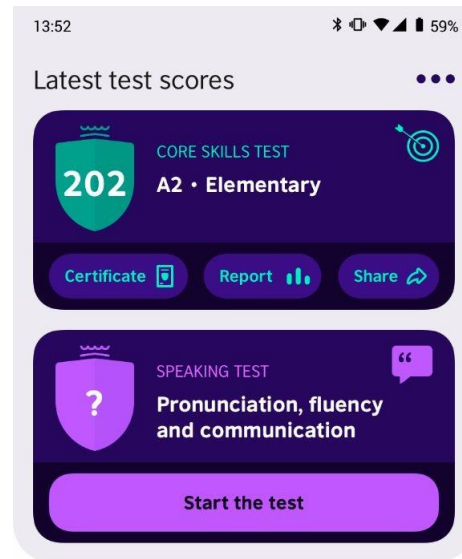 13:52 59%
Latest test scores
202
CORE SKILLS TEST
A2 • Elementary
Certificate Report Share
?
SPEAKING TEST
“
Pronunciation, fluency
and communication
Start the test